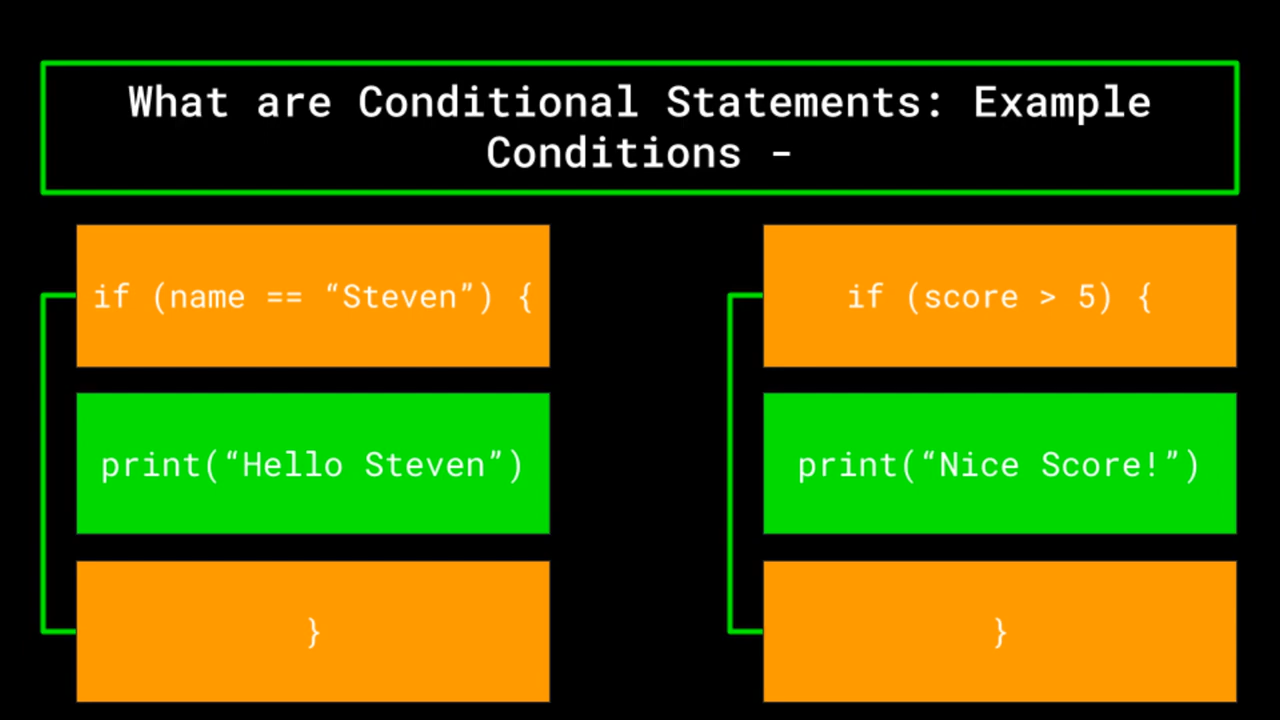 What are Conditional Statements: Example
Conditions -
if (name == “Steven”) {
print(“Hello Steven”)
}
if (score > 5) {
print(“Nice Score!”)
}